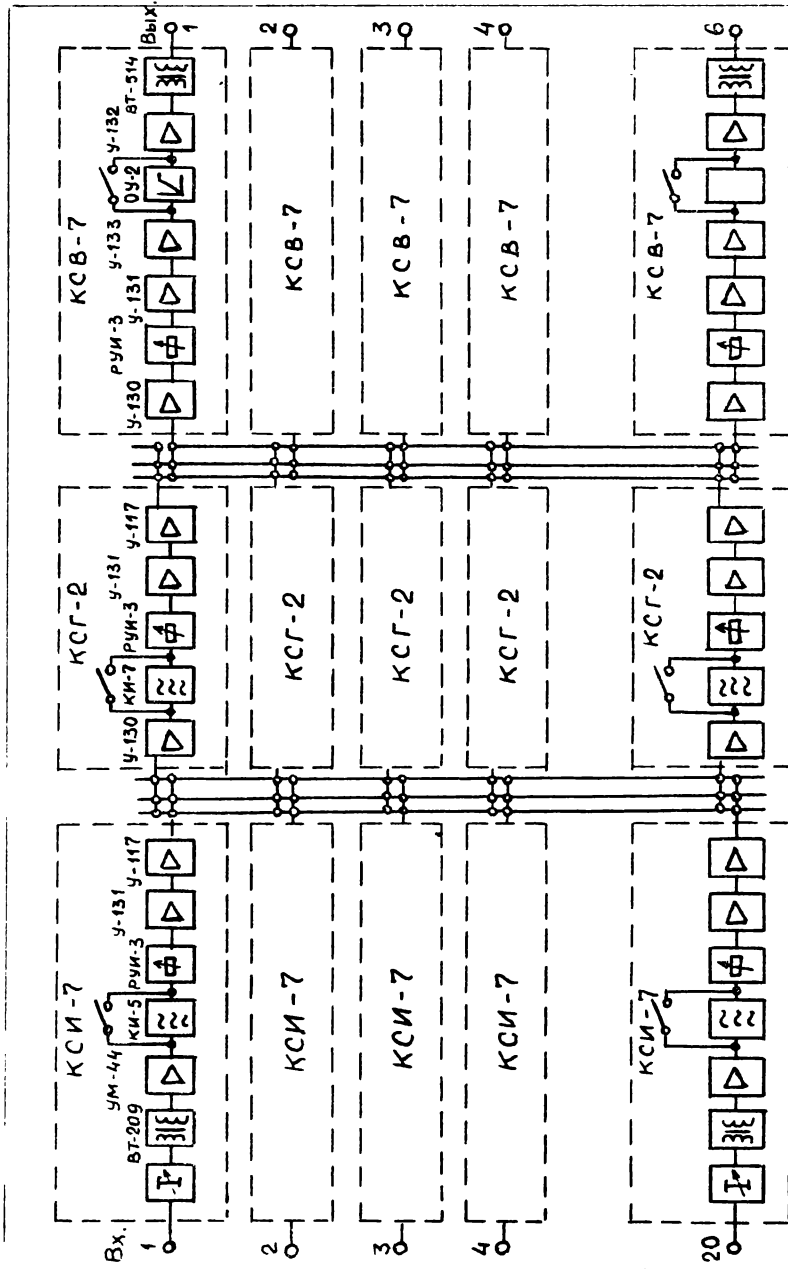 Вх.
1
КСИ-7
ВТ-209
УМ-44
КИ-5
РУИ-3
У-131
У-117
КСГ-2
У-130
КИ-7
РУИ-3
У-131
У-117
КСВ-7
У-130
РУИ-3
У-131
У-133
ОУ-2
У-132
ВТ-514
Вых.
1
2
КСИ-7
КСГ-2
КСВ-7
2
3
КСИ-7
КСГ-2
КСВ-7
3
4
КСИ-7
КСГ-2
КСВ-7
4
20
КСИ-7
КСГ-2
КСВ-7
6